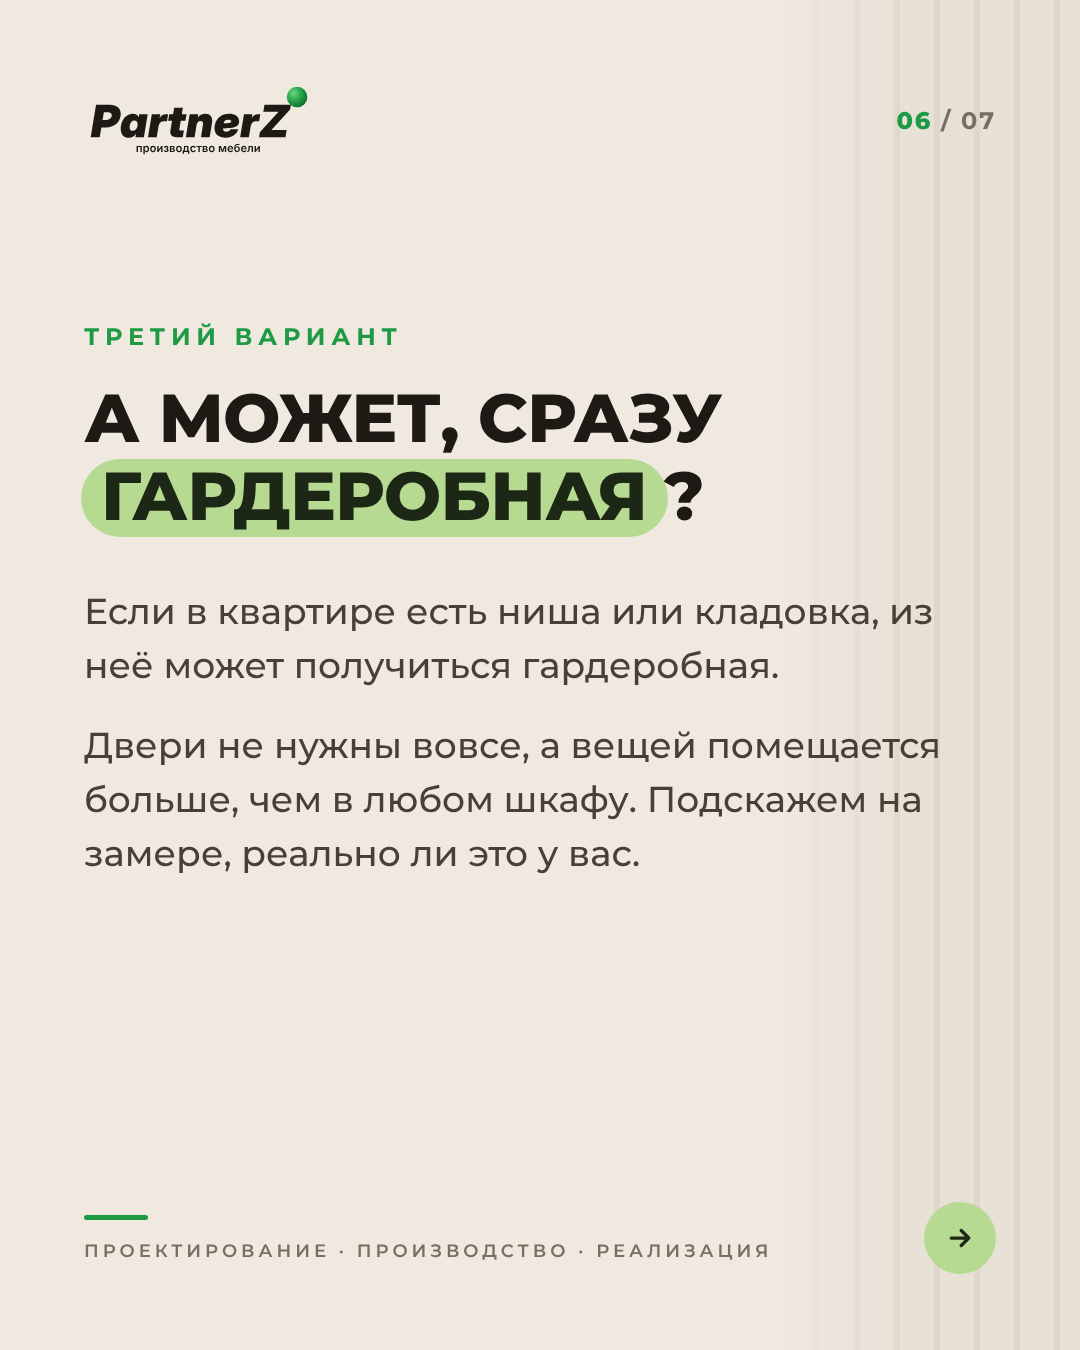 PartnerZ
производство мебели
06 / 07
ТРЕТИЙ ВАРИАНТ
А МОЖЕТ, СРАЗУ
ГАРДЕРОБНАЯ?
Если в квартире есть ниша или кладовка, из
неё может получиться гардеробная.
Двери не нужны вовсе, а вещей помещается
больше, чем в любом шкафу. Подскажем на
замере, реально ли это у вас.
ПРОЕКТИРОВАНИЕ · ПРОИЗВОДСТВО · РЕАЛИЗАЦИЯ